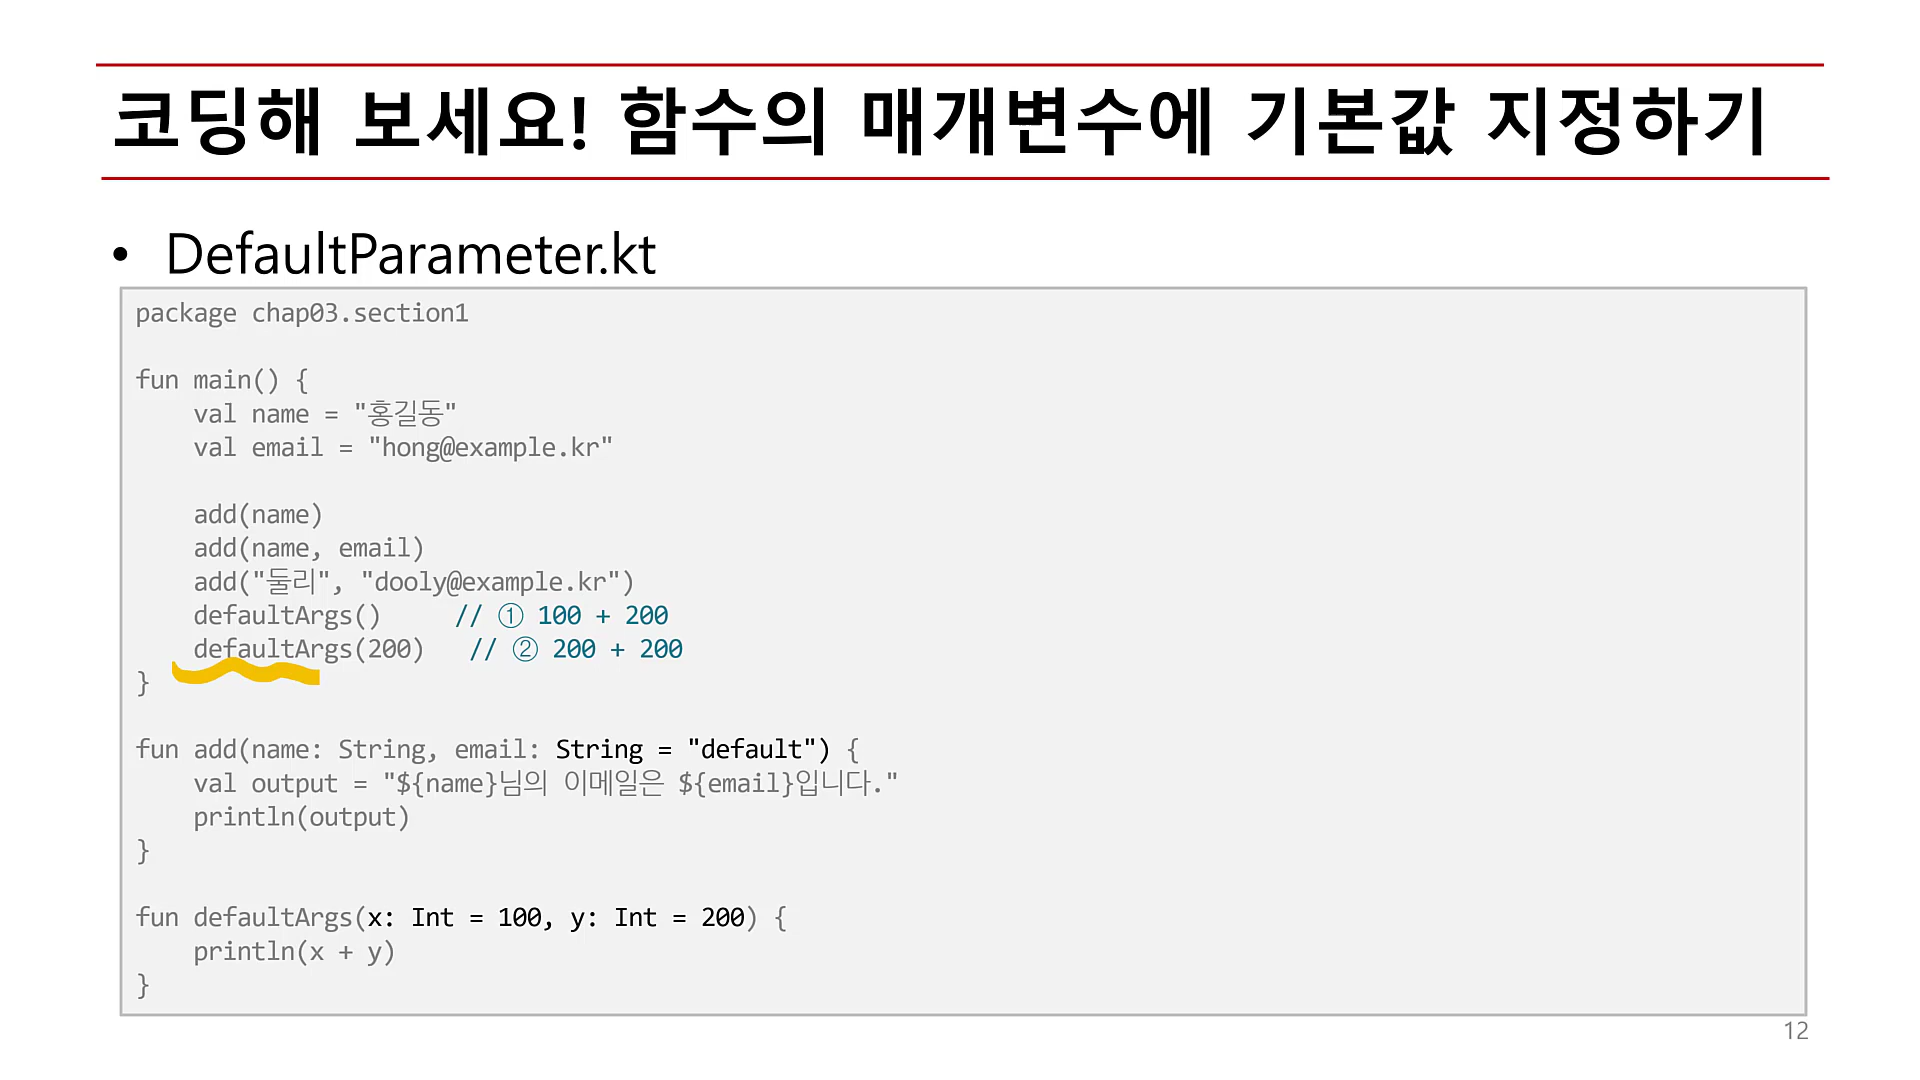 코딩해 보세요! 함수의 매개변수에 기본값 지정하기
• DefaultParameter.kt
package chap03.section1
fun main() {
    val name = "홍길동"
    val email = "hong@example.kr"
    add(name)
    add(name, email)
    add("둘리", "dooly@example.kr")
    defaultArgs()     // ① 100 + 200
    defaultArgs(200)   // ② 200 + 200
}
fun add(name: String, email: String = "default") {
    val output = "${name}님의 이메일은 ${email}입니다."
    println(output)
}
fun defaultArgs(x: Int = 100, y: Int = 200) {
    println(x + y)
}
12